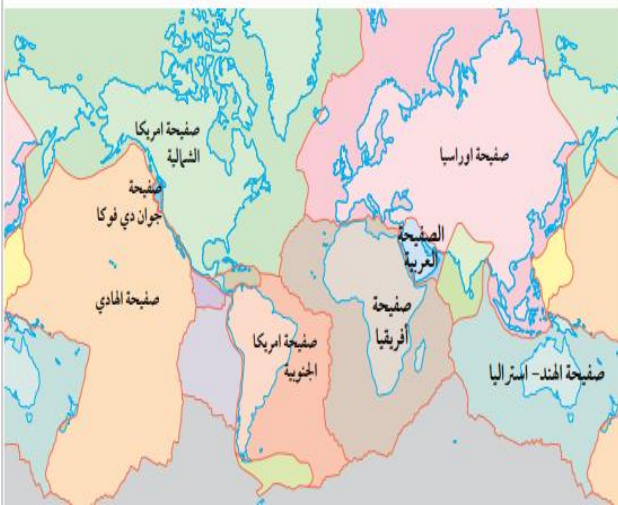 صفيحة امريكا
الشمالية
صفيحة
جوان دي فوكا
صفيحة اوراسيا
الصفيحة
العربية
صفيحة الهادي
صفيحة امريكا
الجنوبية
صفيحة
أفريقيا
صفيحة الهند- استراليا